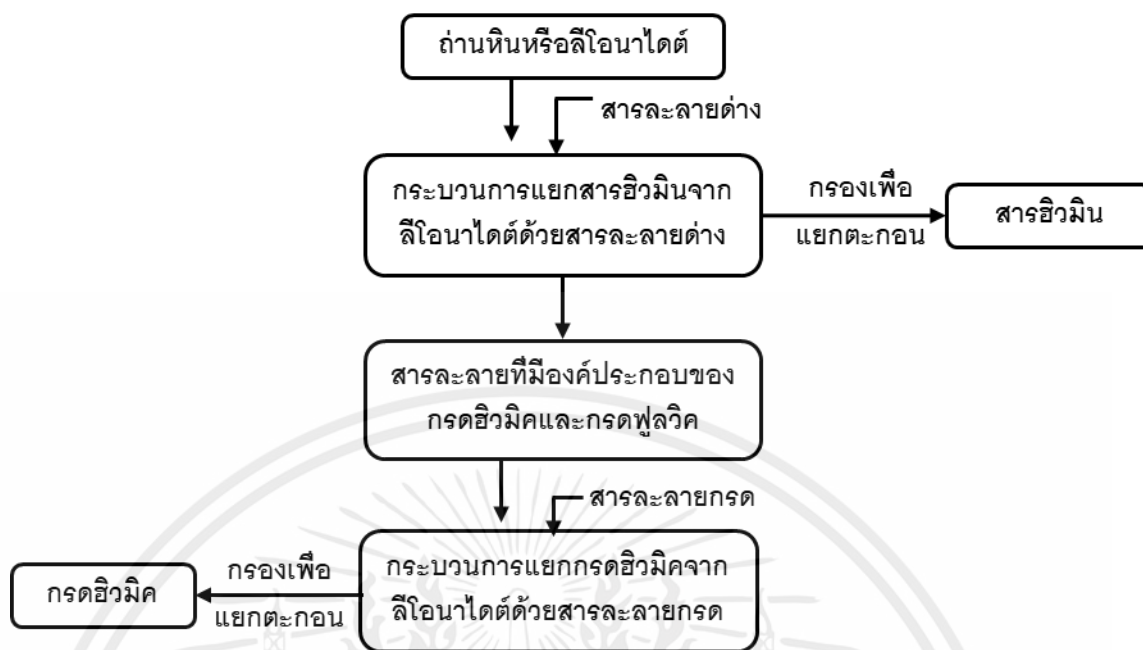 ถ่านหินหรือลีโอนาไดต์
สารละลายด่าง
กระบวนการแยกสารฮิวมินจาก
ลีโอนาไดต์ด้วยสารละลายด่าง
กรองเพื่อ
แยกตะกอน
สารฮิวมิน
สารละลายที่มีองค์ประกอบของ
กรดฮิวมิคและกรดฟูลวิค
สารละลายกรด
กระบวนการแยกกรดฮิวมิคจาก
ลีโอนาไดต์ด้วยสารละลายกรด
กรองเพื่อ
แยกตะกอน
กรดฮิวมิค